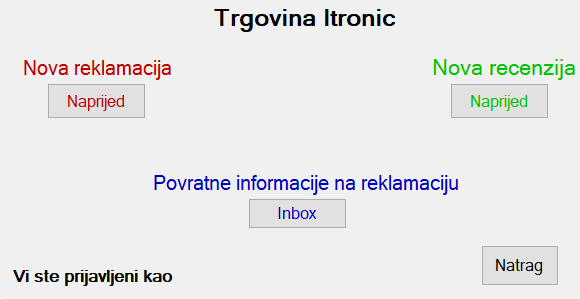 Trgovina Itronic
Nova reklamacija
Nova recenzija
Naprijed
Naprijed
Povratne informacije na reklamaciju
Inbox
Natrag
Vi ste prijavljeni kao